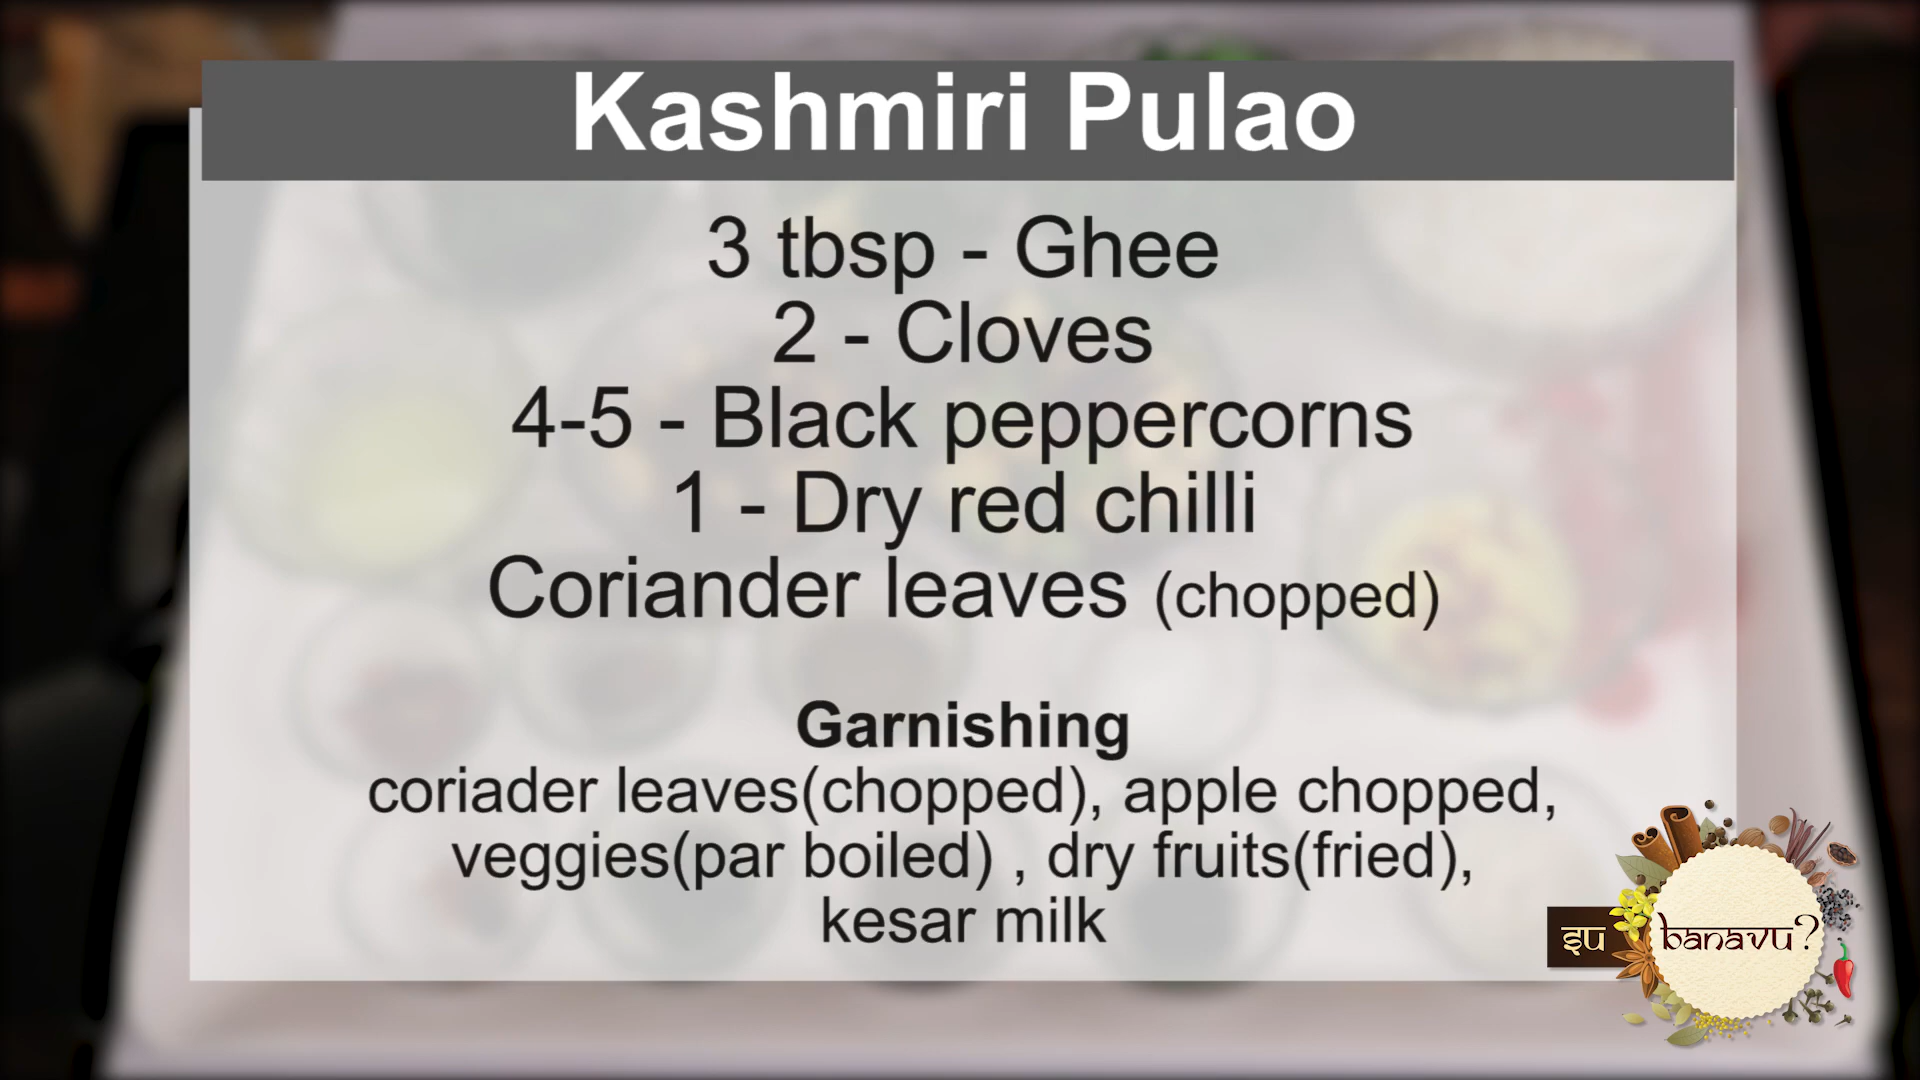 Kashmiri Pulao
3 tbsp - Ghee
2 - Cloves
4-5 - Black peppercorns
1 - Dry red chilli
Coriander leaves (chopped)
Garnishing
coriader leaves(chopped), apple chopped,
veggies(par boiled) , dry fruits(fried),
kesar milk
su banavu?